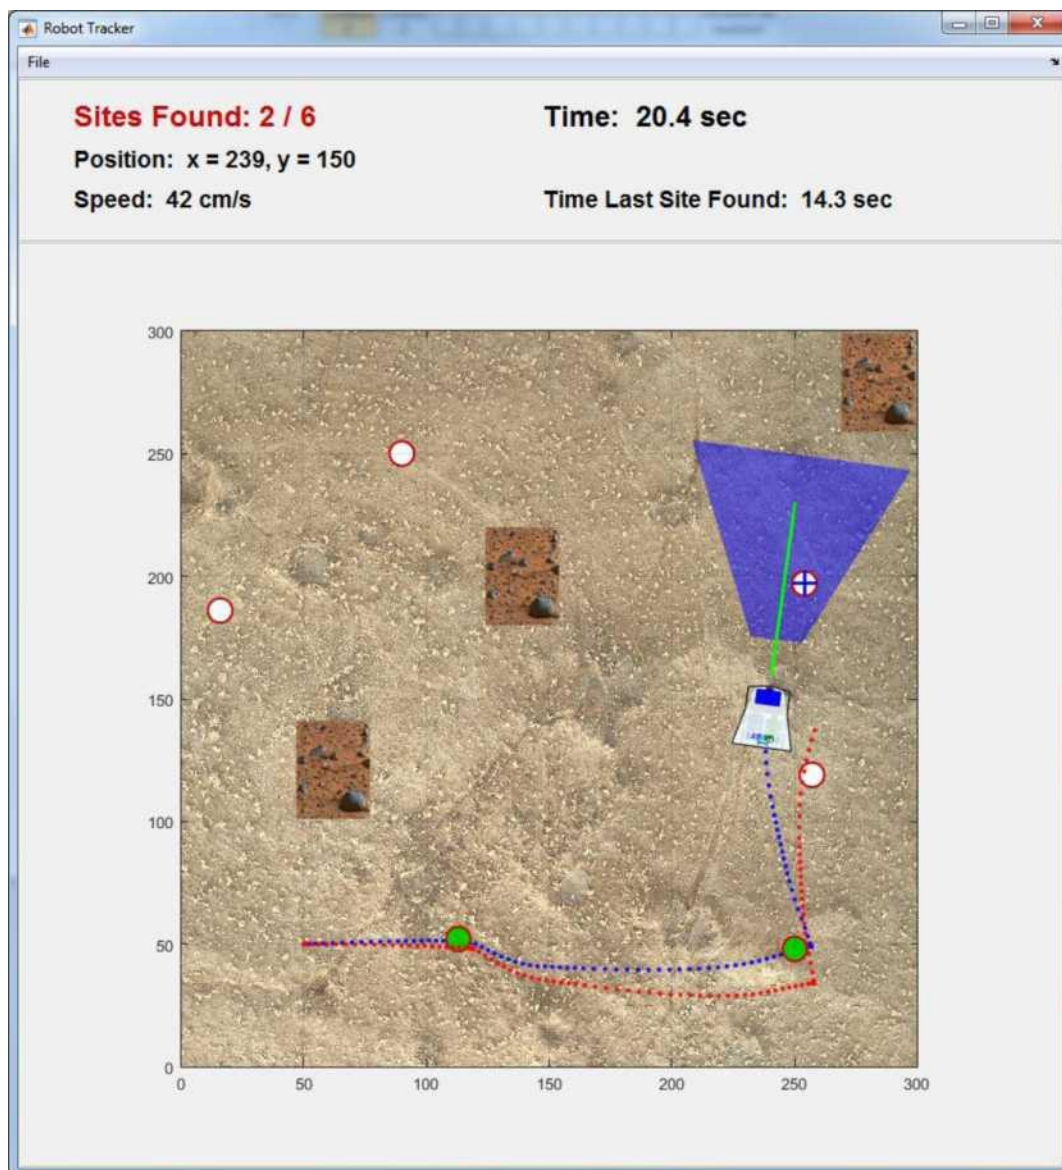 Robot Tracker
File
Sites Found: 2 / 6
Time: 20.4 sec
Position: x = 239, y = 150
Speed: 42 cm/s
Time Last Site Found: 14.3 sec
300
250
200
150
100
50
0
0 50 100 150 200 250 300